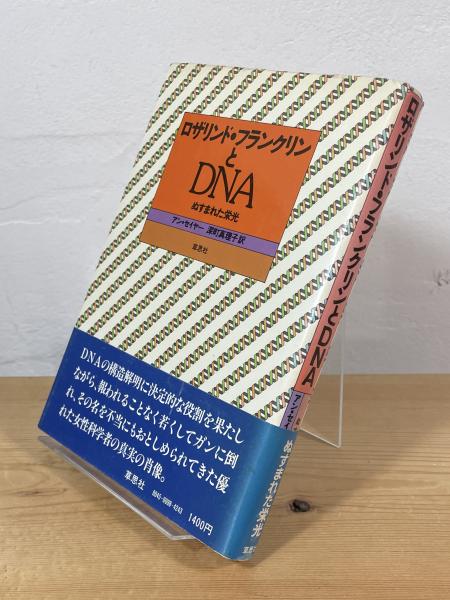 ロザリンド・フランクリン
と
DNA
ぬすまれた栄光
アン・セイヤー 深町真理子訳
草思社
DNAの構造解明に決定的な役割を果たし
ながら、報われることなく若くしてガンに倒
れ、その名を不当にもおとしめられてきた優
れた女性科学者の真実の肖像。
草思社
1400円
ロザリンド・フランクリンとDNA
アン・セイ
ぬすまれた栄光